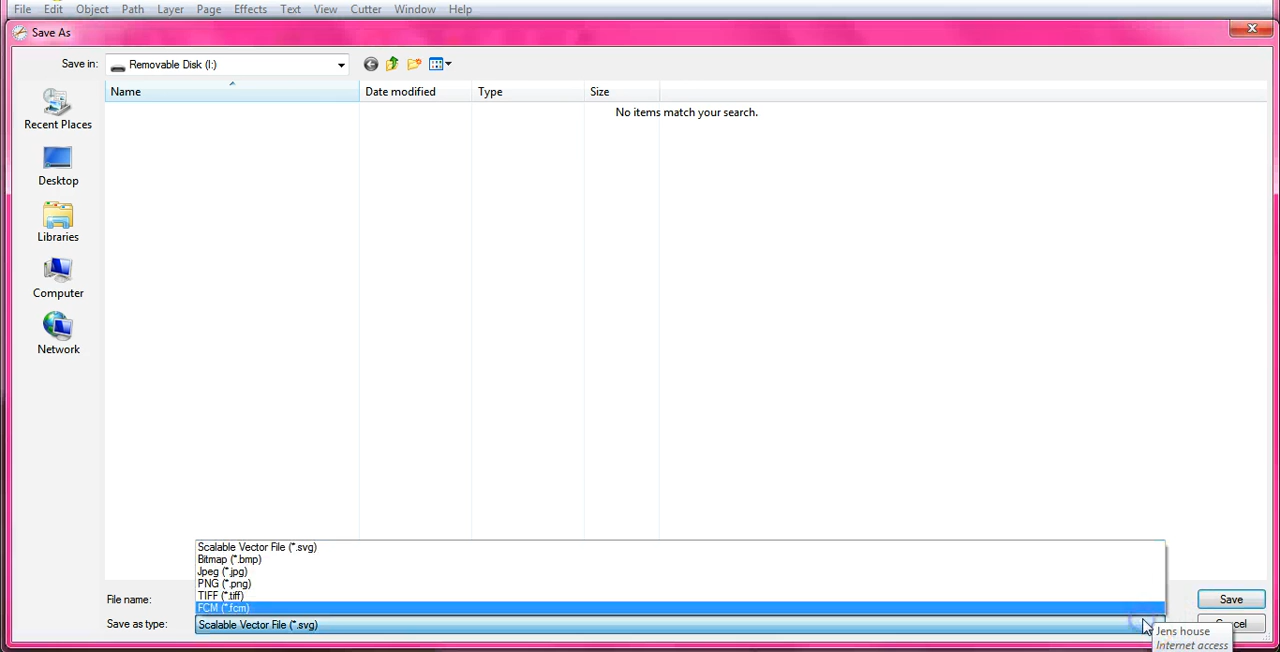 File Edit Object Path Layer Page Effects Text View Cutter Window Help
Save As
Save in: Removable Disk (I:)
Name Date modified Type Size
No items match your search.
Recent Places
Desktop
Libraries
Computer
Network
Scalable Vector File (*.svg)
Bitmap (*.bmp)
Jpeg (*.jpg)
PNG (*.png)
TIFF (*.tiff)
FCM (*.fcm)
File name: Save
Save as type: Scalable Vector File (*.svg)
Jens house
Internet access